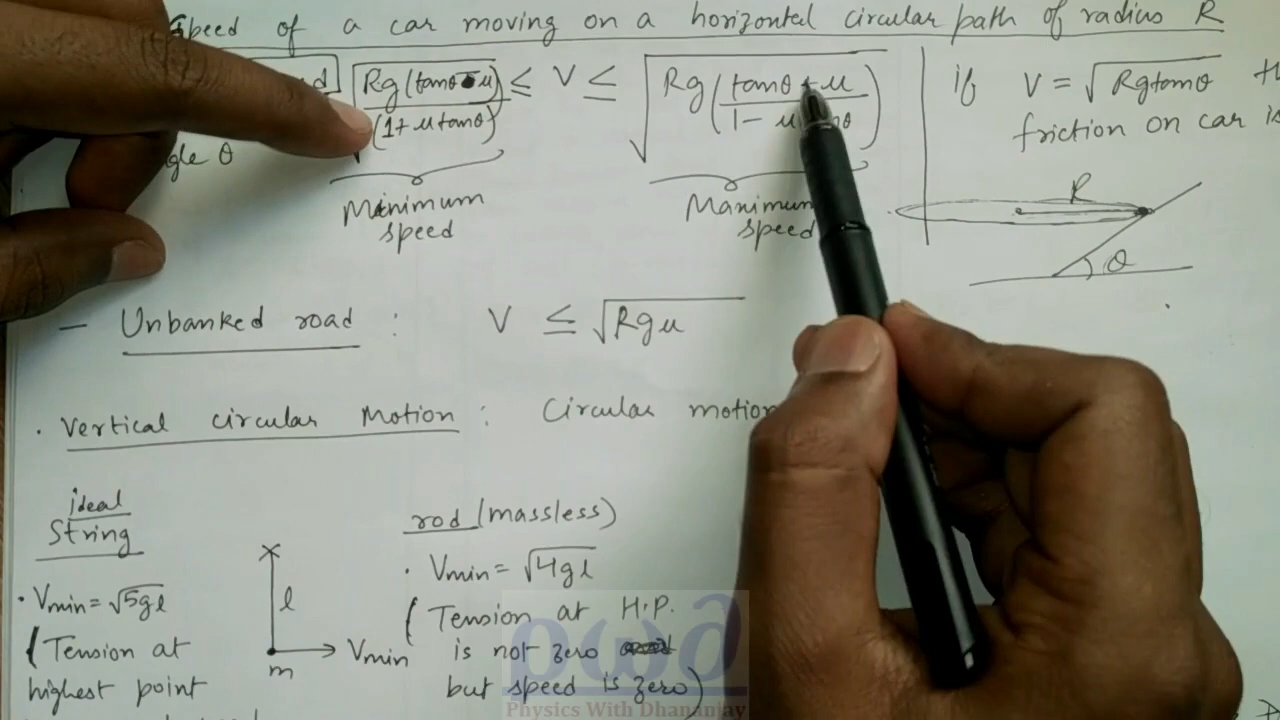 Speed of a car moving on a horizontal circular path of radius R
√(Rg(tanθ-μ)/(1+μtanθ)) ≤ V ≤ √(Rg(tanθ+μ/1-μtanθ)) if V = √Rgtanθ
friction on car is
θ
Minimum speed Maximum speed R
θ
— Unbanked road : V ≤ √Rgμ
. Vertical circular Motion : Circular motion
ideal String rod (massless)
. Vmin = √5gl l . Vmin = √4gl
(Tension at highest point m Vmin (Tension at H.P. is not zero but speed is zero)
pwd
Physics With Dhananjay